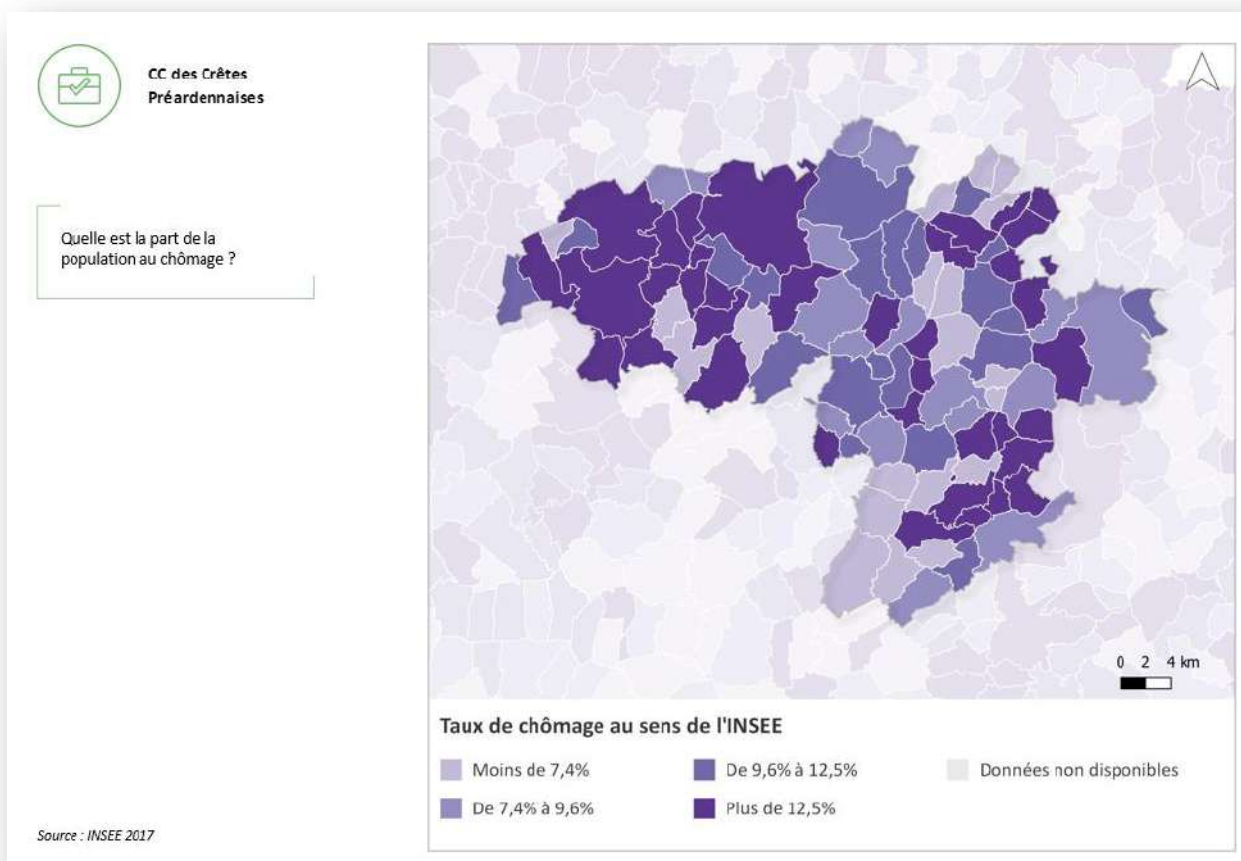 CC des Crêtes
Préardennaises
Quelle est la part de la
population au chômage ?
0 2 4 km
Taux de chômage au sens de l'INSEE
Moins de 7,4%
De 9,6% à 12,5%
Données non disponibles
De 7,4% à 9,6%
Plus de 12,5%
Source : INSEE 2017